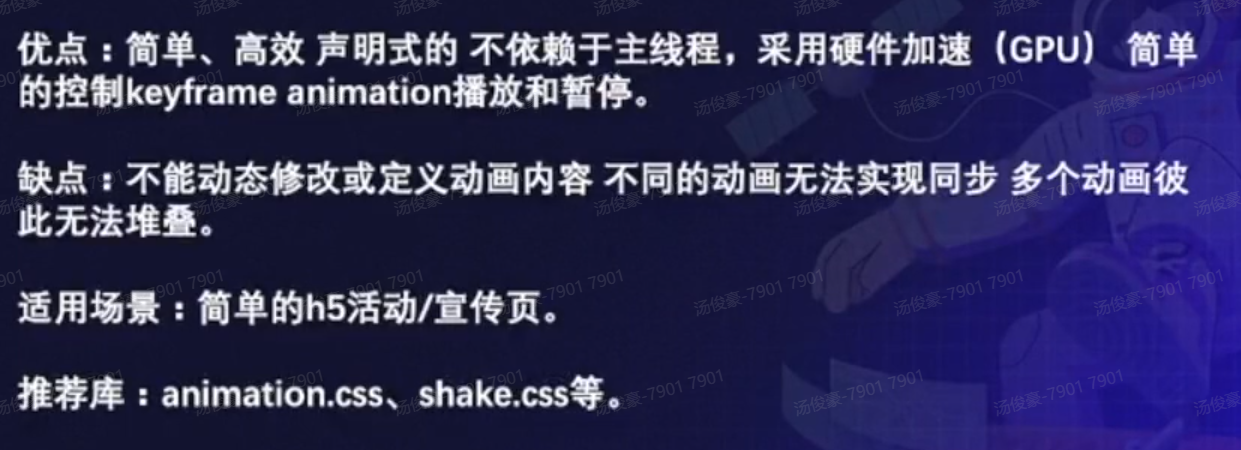 优点：简单、高效 声明式的 不依赖于主线程，采用硬件加速（GPU） 简单
的控制keyframe animation播放和暂停。
缺点：不能动态修改或定义动画内容 不同的动画无法实现同步 多个动画彼
此无法堆叠。
适用场景：简单的h5活动/宣传页。
推荐库：animation.css、shake.css等。
汤俊豪-7901 7901